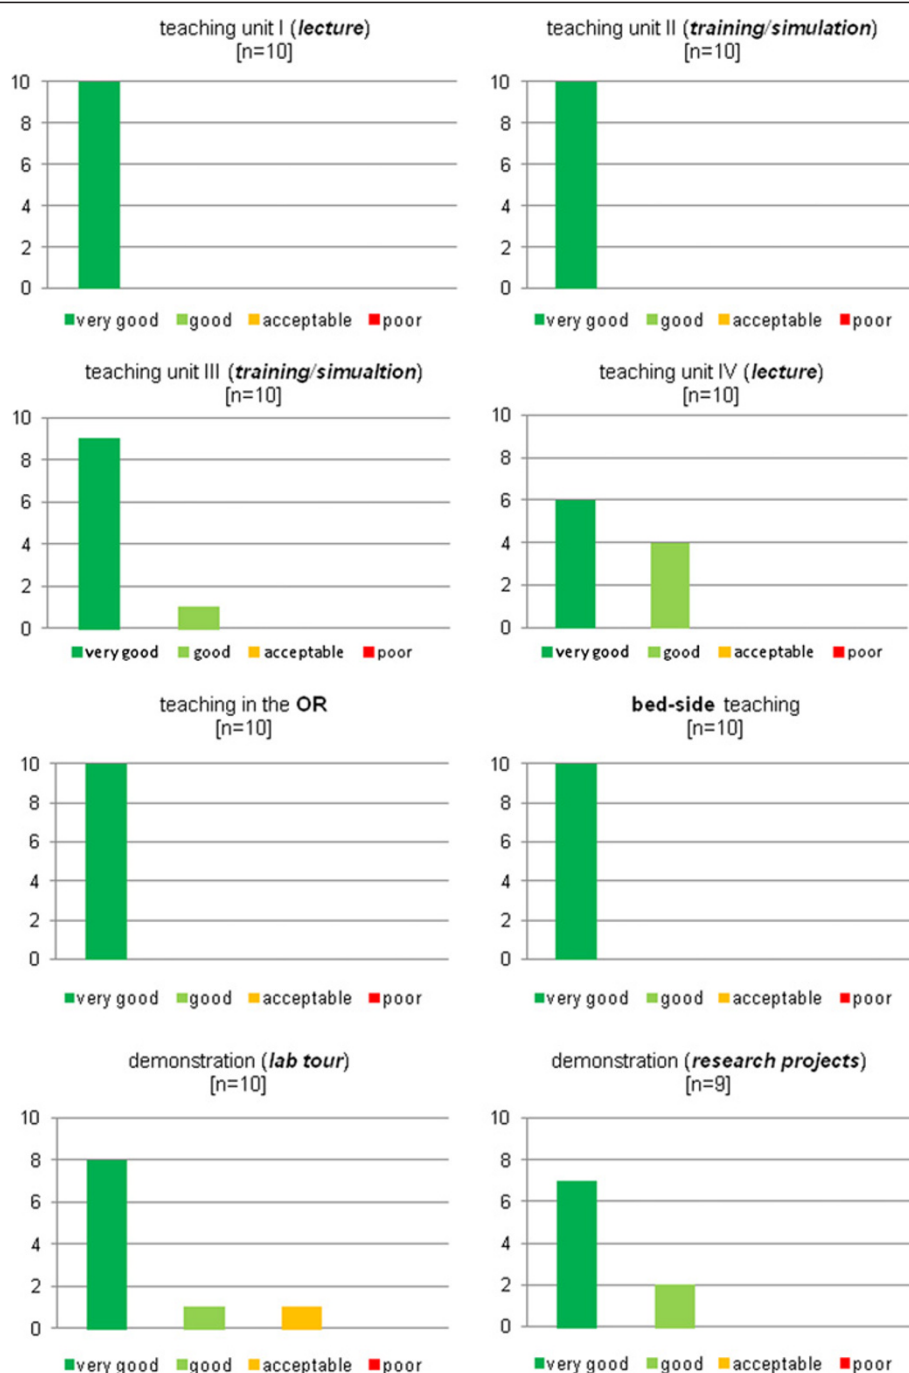 teaching unit I (lecture)
[n=10]
10
8
6
4
2
0
very good good acceptable poor
teaching unit II (training/simulation)
[n=10]
10
8
6
4
2
0
very good good acceptable poor
teaching unit III (training/simualtion)
[n=10]
10
8
6
4
2
0
very good good acceptable poor
teaching unit IV (lecture)
[n=10]
10
8
6
4
2
0
very good good acceptable poor
teaching in the OR
[n=10]
10
8
6
4
2
0
very good good acceptable poor
bed-side teaching
[n=10]
10
8
6
4
2
0
very good good acceptable poor
demonstration (lab tour)
[n=10]
10
8
6
4
2
0
very good good acceptable poor
demonstration (research projects)
[n=9]
10
8
6
4
2
0
very good good acceptable poor